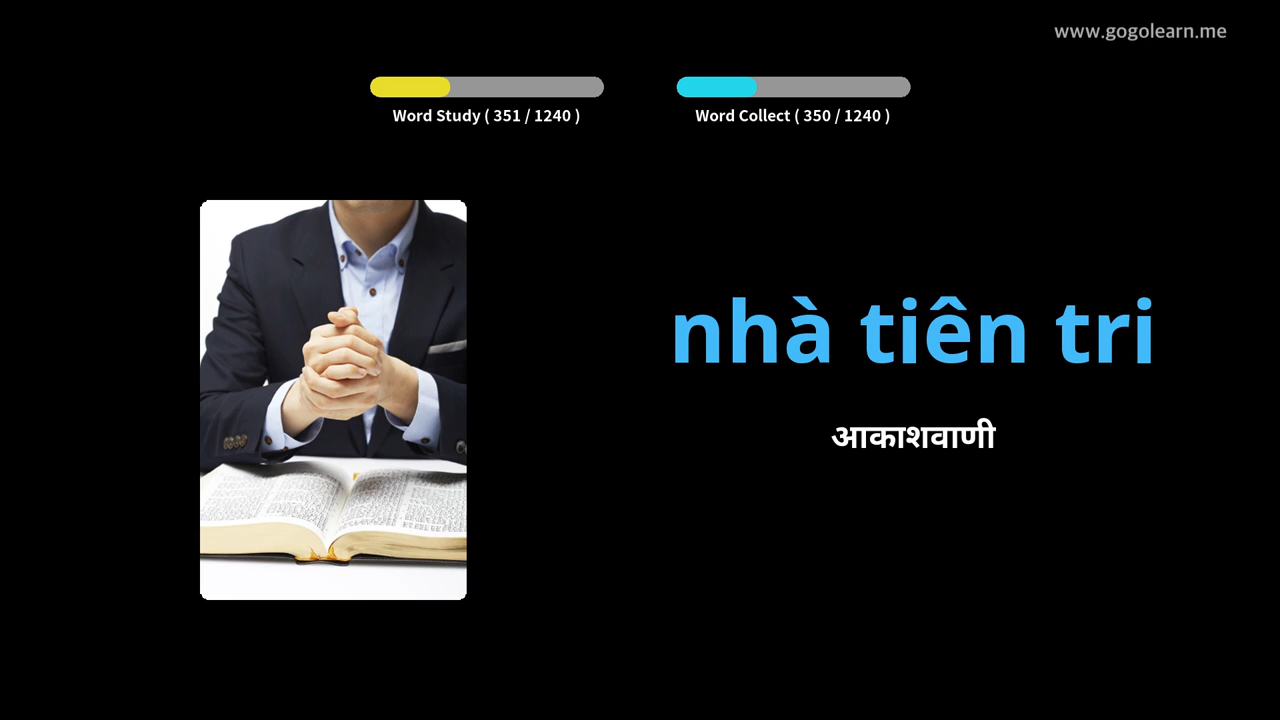 www.gogolearn.me
Word Study ( 351 / 1240 )
Word Collect ( 350 / 1240 )
nhà tiên tri
आकाशवाणी